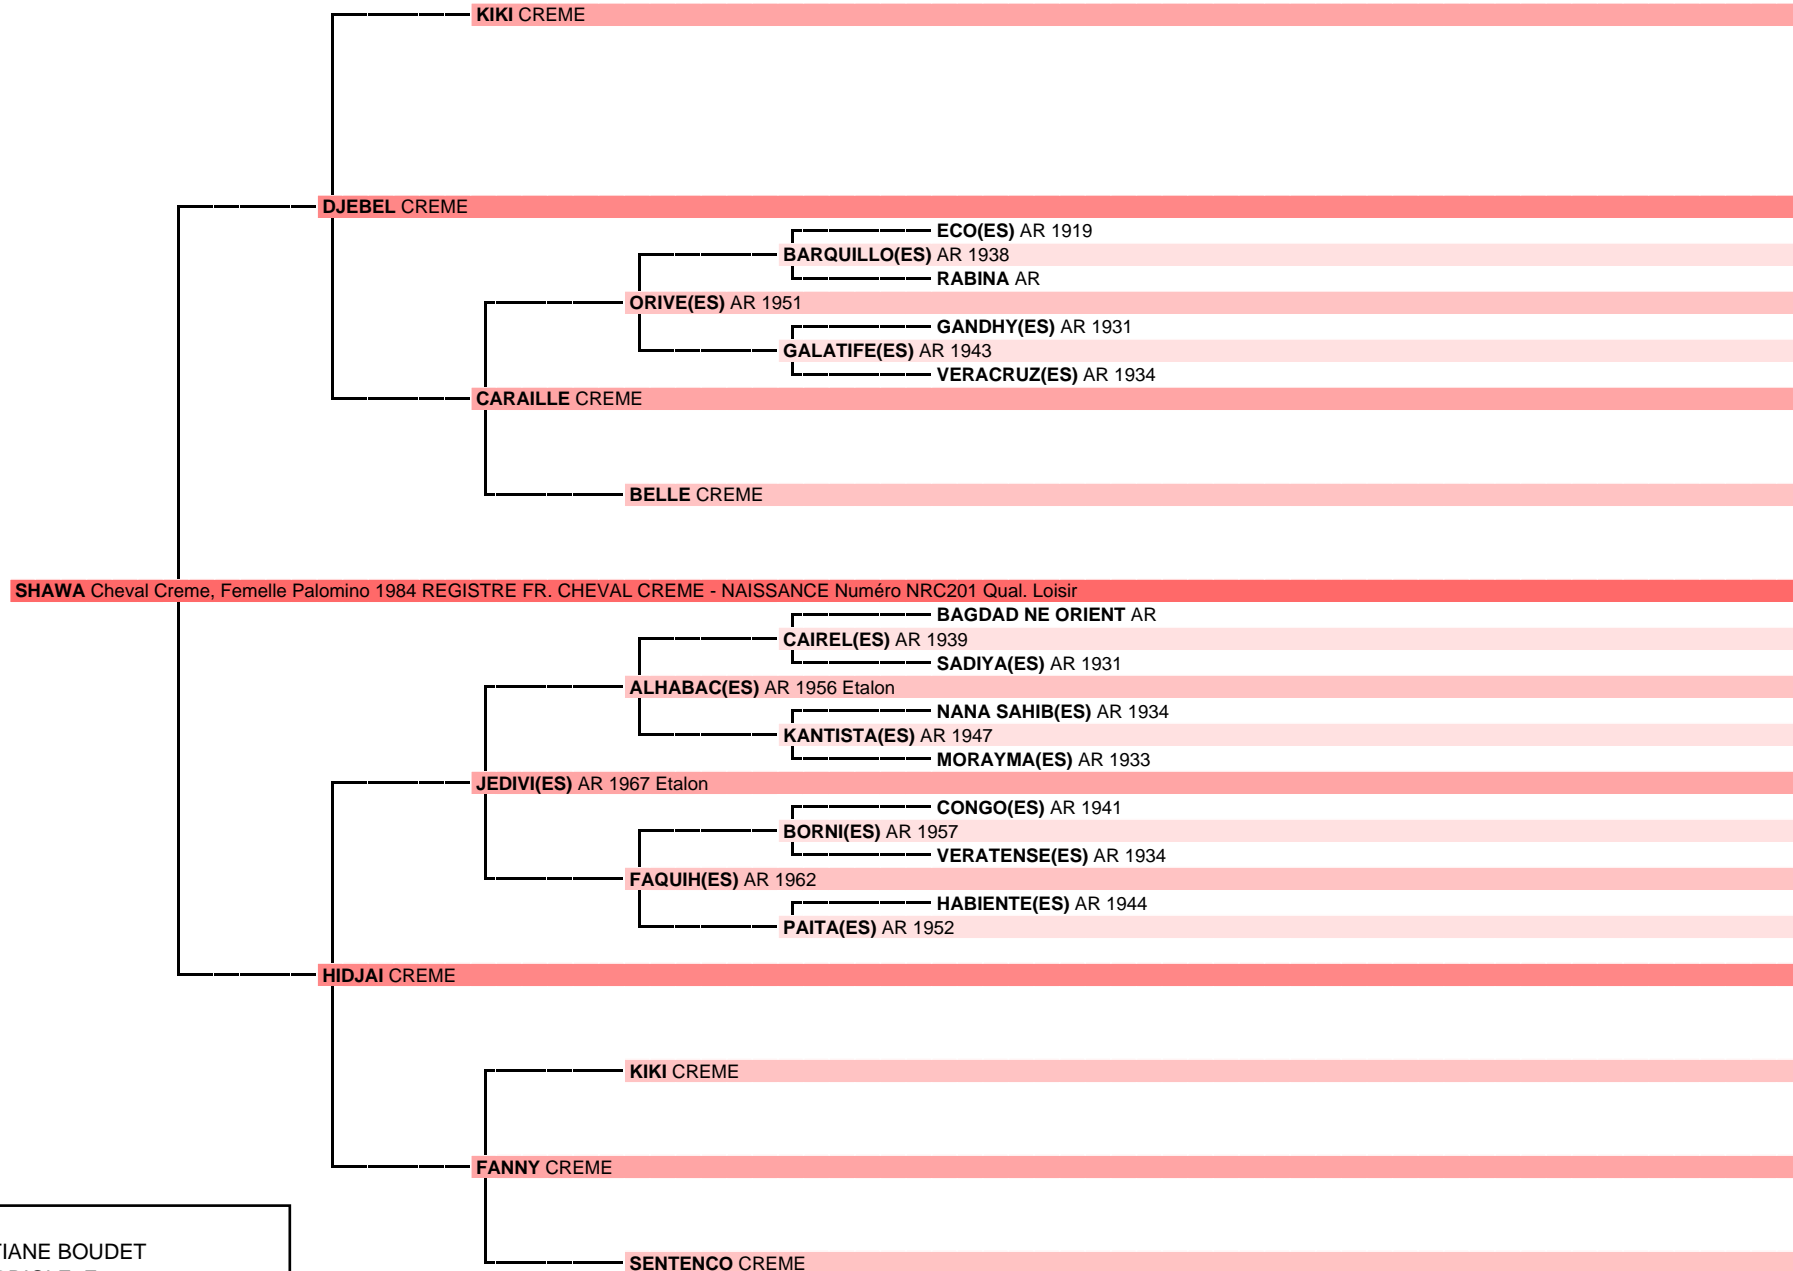 KIKI CREME
DJEBEL CREME
ECO(ES) AR 1919
BARQUILLO(ES) AR 1938
RABINA AR
ORIVE(ES) AR 1951
GANDHY(ES) AR 1931
GALATIFE(ES) AR 1943
VERACRUZ(ES) AR 1934
CARAILLE CREME
BELLE CREME
SHAWA Cheval Creme, Femelle Palomino 1984 REGISTRE FR. CHEVAL CREME - NAISSANCE Numéro NRC201 Qual. Loisir
BAGDAD NE ORIENT AR
CAIREL(ES) AR 1939
SADIYA(ES) AR 1931
ALHABAC(ES) AR 1956 Etalon
NANA SAHIB(ES) AR 1934
KANTISTA(ES) AR 1947
MORAYMA(ES) AR 1933
JEDIVI(ES) AR 1967 Etalon
CONGO(ES) AR 1941
BORNI(ES) AR 1957
VERATENSE(ES) AR 1934
FAQUIH(ES) AR 1962
HABIENTE(ES) AR 1944
PAITA(ES) AR 1952
HIDJAI CREME
KIKI CREME
FANNY CREME
TIANE BOUDET
SENTENCO CREME